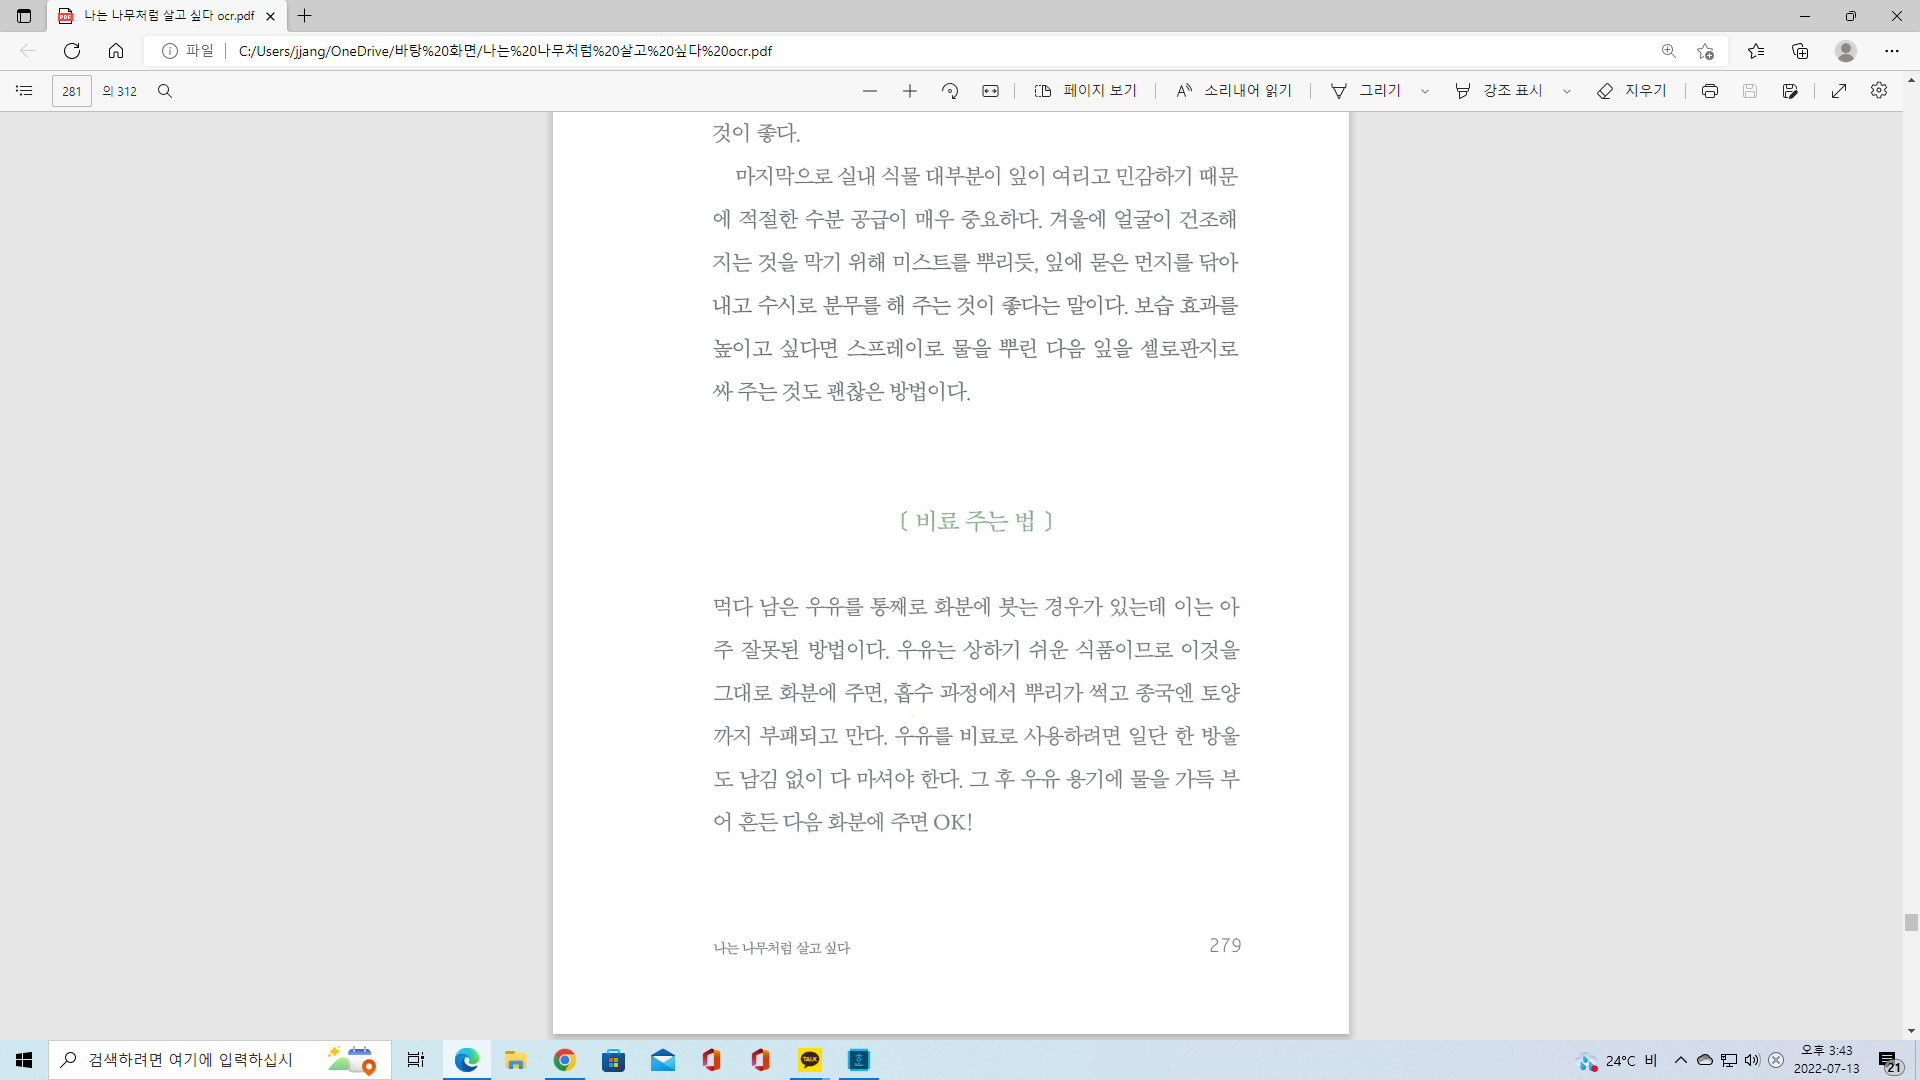 나는 나무처럼 살고 싶다 ocr.pdf
파일
C:/Users/jjang/OneDrive/바탕%20화면/나는%20나무처럼%20살고%20싶다%20ocr.pdf
281 의 312
페이지 보기
소리내어 읽기
그리기
강조 표시
지우기
것이 좋다.
마지막으로 실내 식물 대부분이 잎이 여리고 민감하기 때문
에 적절한 수분 공급이 매우 중요하다. 겨울에 얼굴이 건조해
지는 것을 막기 위해 미스트를 뿌리듯, 잎에 묻은 먼지를 닦아
내고 수시로 분무를 해 주는 것이 좋다는 말이다. 보습 효과를
높이고 싶다면 스프레이로 물을 뿌린 다음 잎을 셀로판지로
싸 주는 것도 괜찮은 방법이다.
〔 비료 주는 법 〕
먹다 남은 우유를 통째로 화분에 붓는 경우가 있는데 이는 아
주 잘못된 방법이다. 우유는 상하기 쉬운 식품이므로 이것을
그대로 화분에 주면, 흡수 과정에서 뿌리가 썩고 종국엔 토양
까지 부패되고 만다. 우유를 비료로 사용하려면 일단 한 방울
도 남김 없이 다 마셔야 한다. 그 후 우유 용기에 물을 가득 부
어 흔든 다음 화분에 주면 OK!
나는 나무처럼 살고 싶다
279
검색하려면 여기에 입력하십시
TALK
24°C 비
오후 3:43
2022-07-13
21